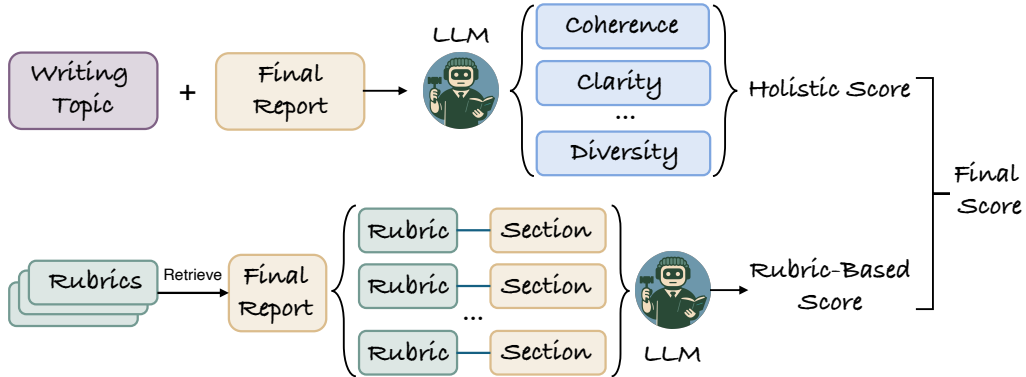 LLM
Writing
Topic
+
Final
Report
Coherence
Clarity
...
Diversity
Holistic Score
Final
Score
Rubrics
Retrieve
Final
Report
Rubric
Section
Rubric
Section
...
Rubric
Section
LLM
Rubric-Based
Score